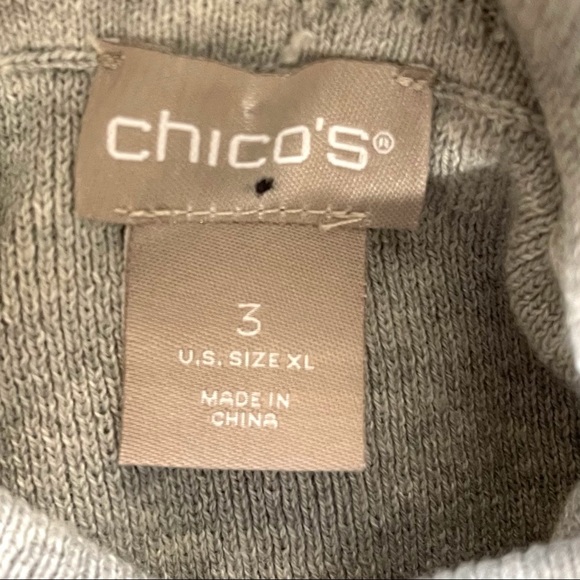 chico's®
3
U.S. SIZE XL
MADE IN
CHINA